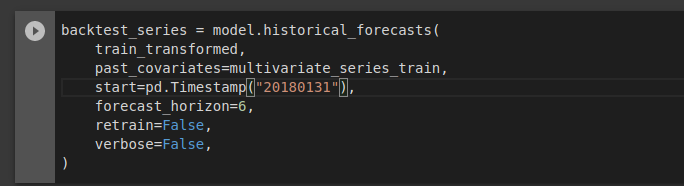 backtest_series = model.historical_forecasts(
    train_transformed,
    past_covariates=multivariate_series_train,
    start=pd.Timestamp("20180131"),
    forecast_horizon=6,
    retrain=False,
    verbose=False,
)